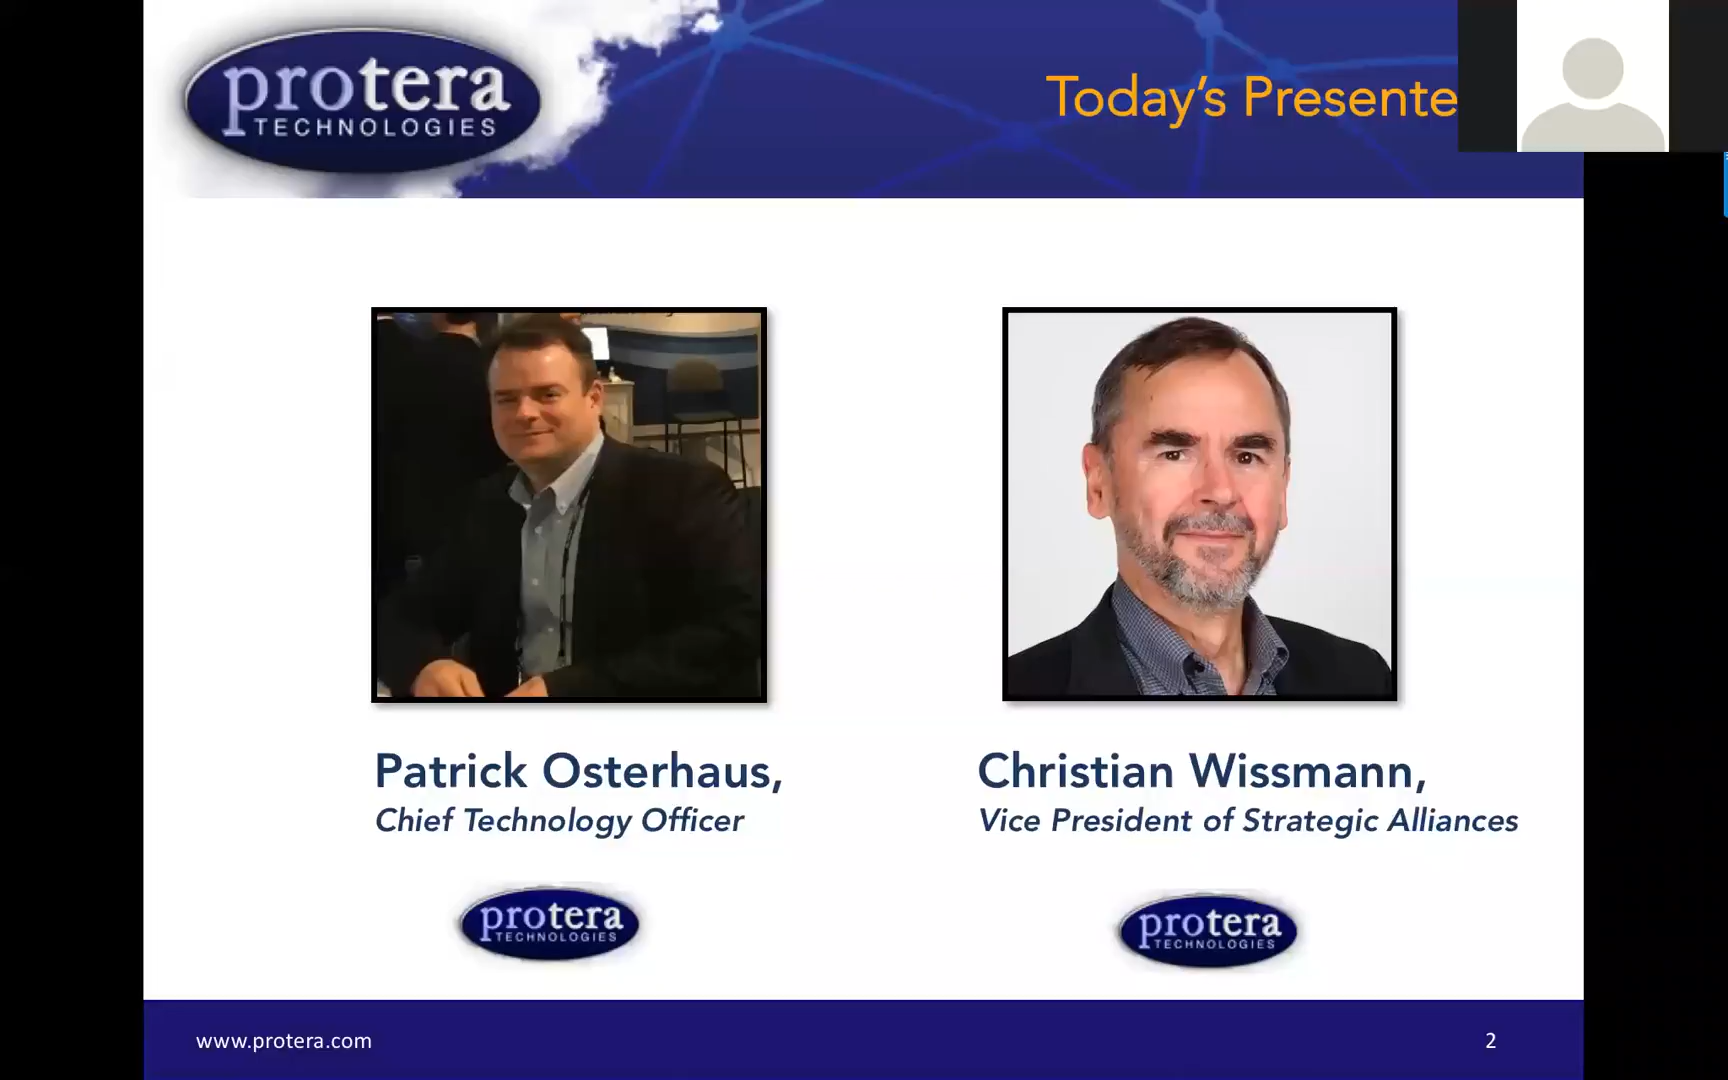 protera
TECHNOLOGIES
Today's Presente
Patrick Osterhaus,
Chief Technology Officer
Christian Wissmann,
Vice President of Strategic Alliances
protera
TECHNOLOGIES
protera
TECHNOLOGIES
www.protera.com
2